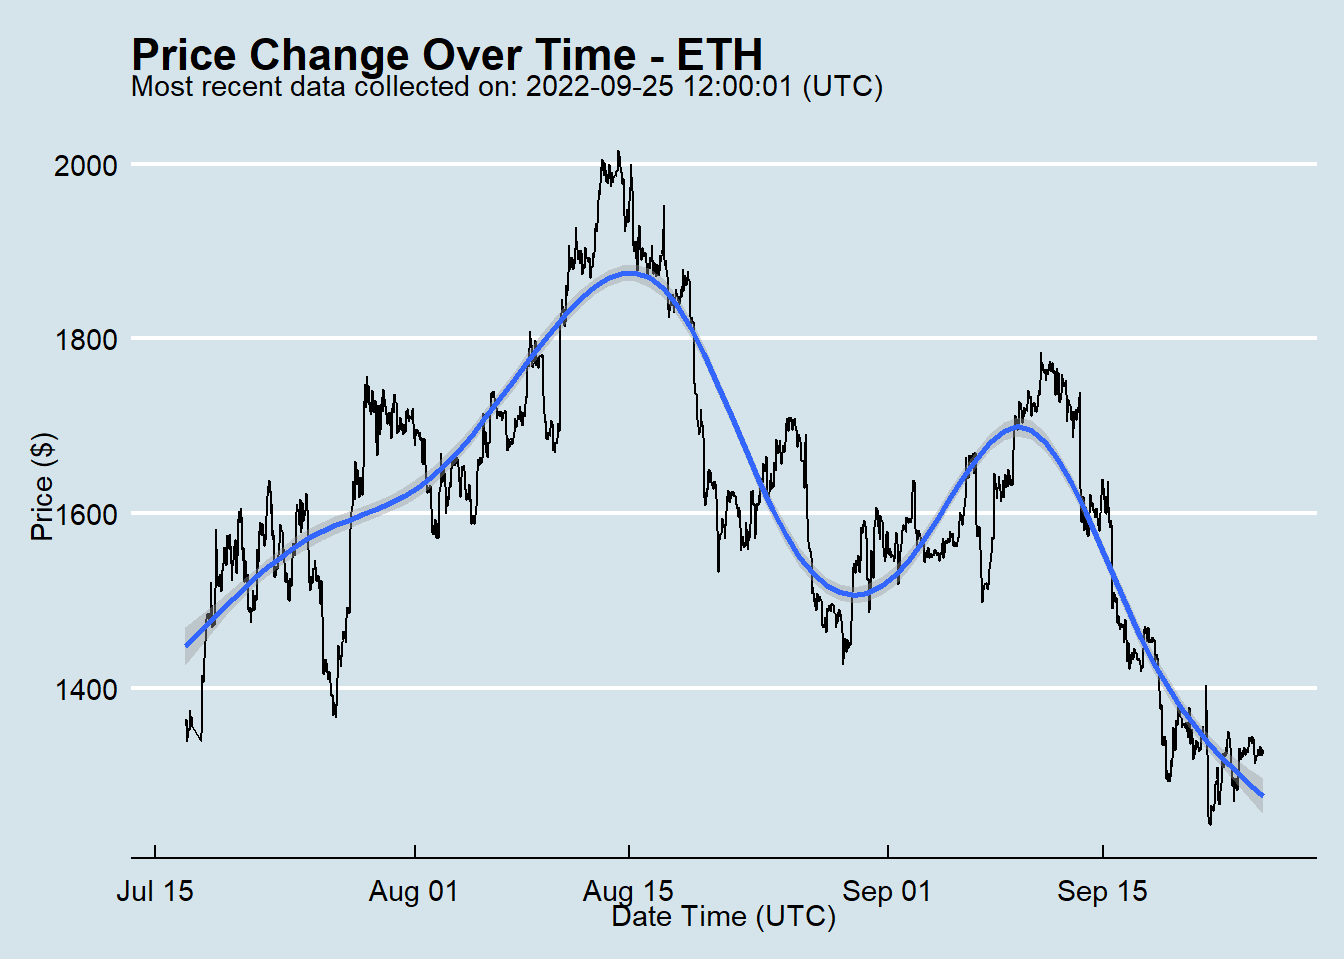 Price Change Over Time - ETH
Most recent data collected on: 2022-09-25 12:00:01 (UTC)
2000
1800
1600
1400
Price ($)
Jul 15
Aug 01
Aug 15
Sep 01
Sep 15
Date Time (UTC)